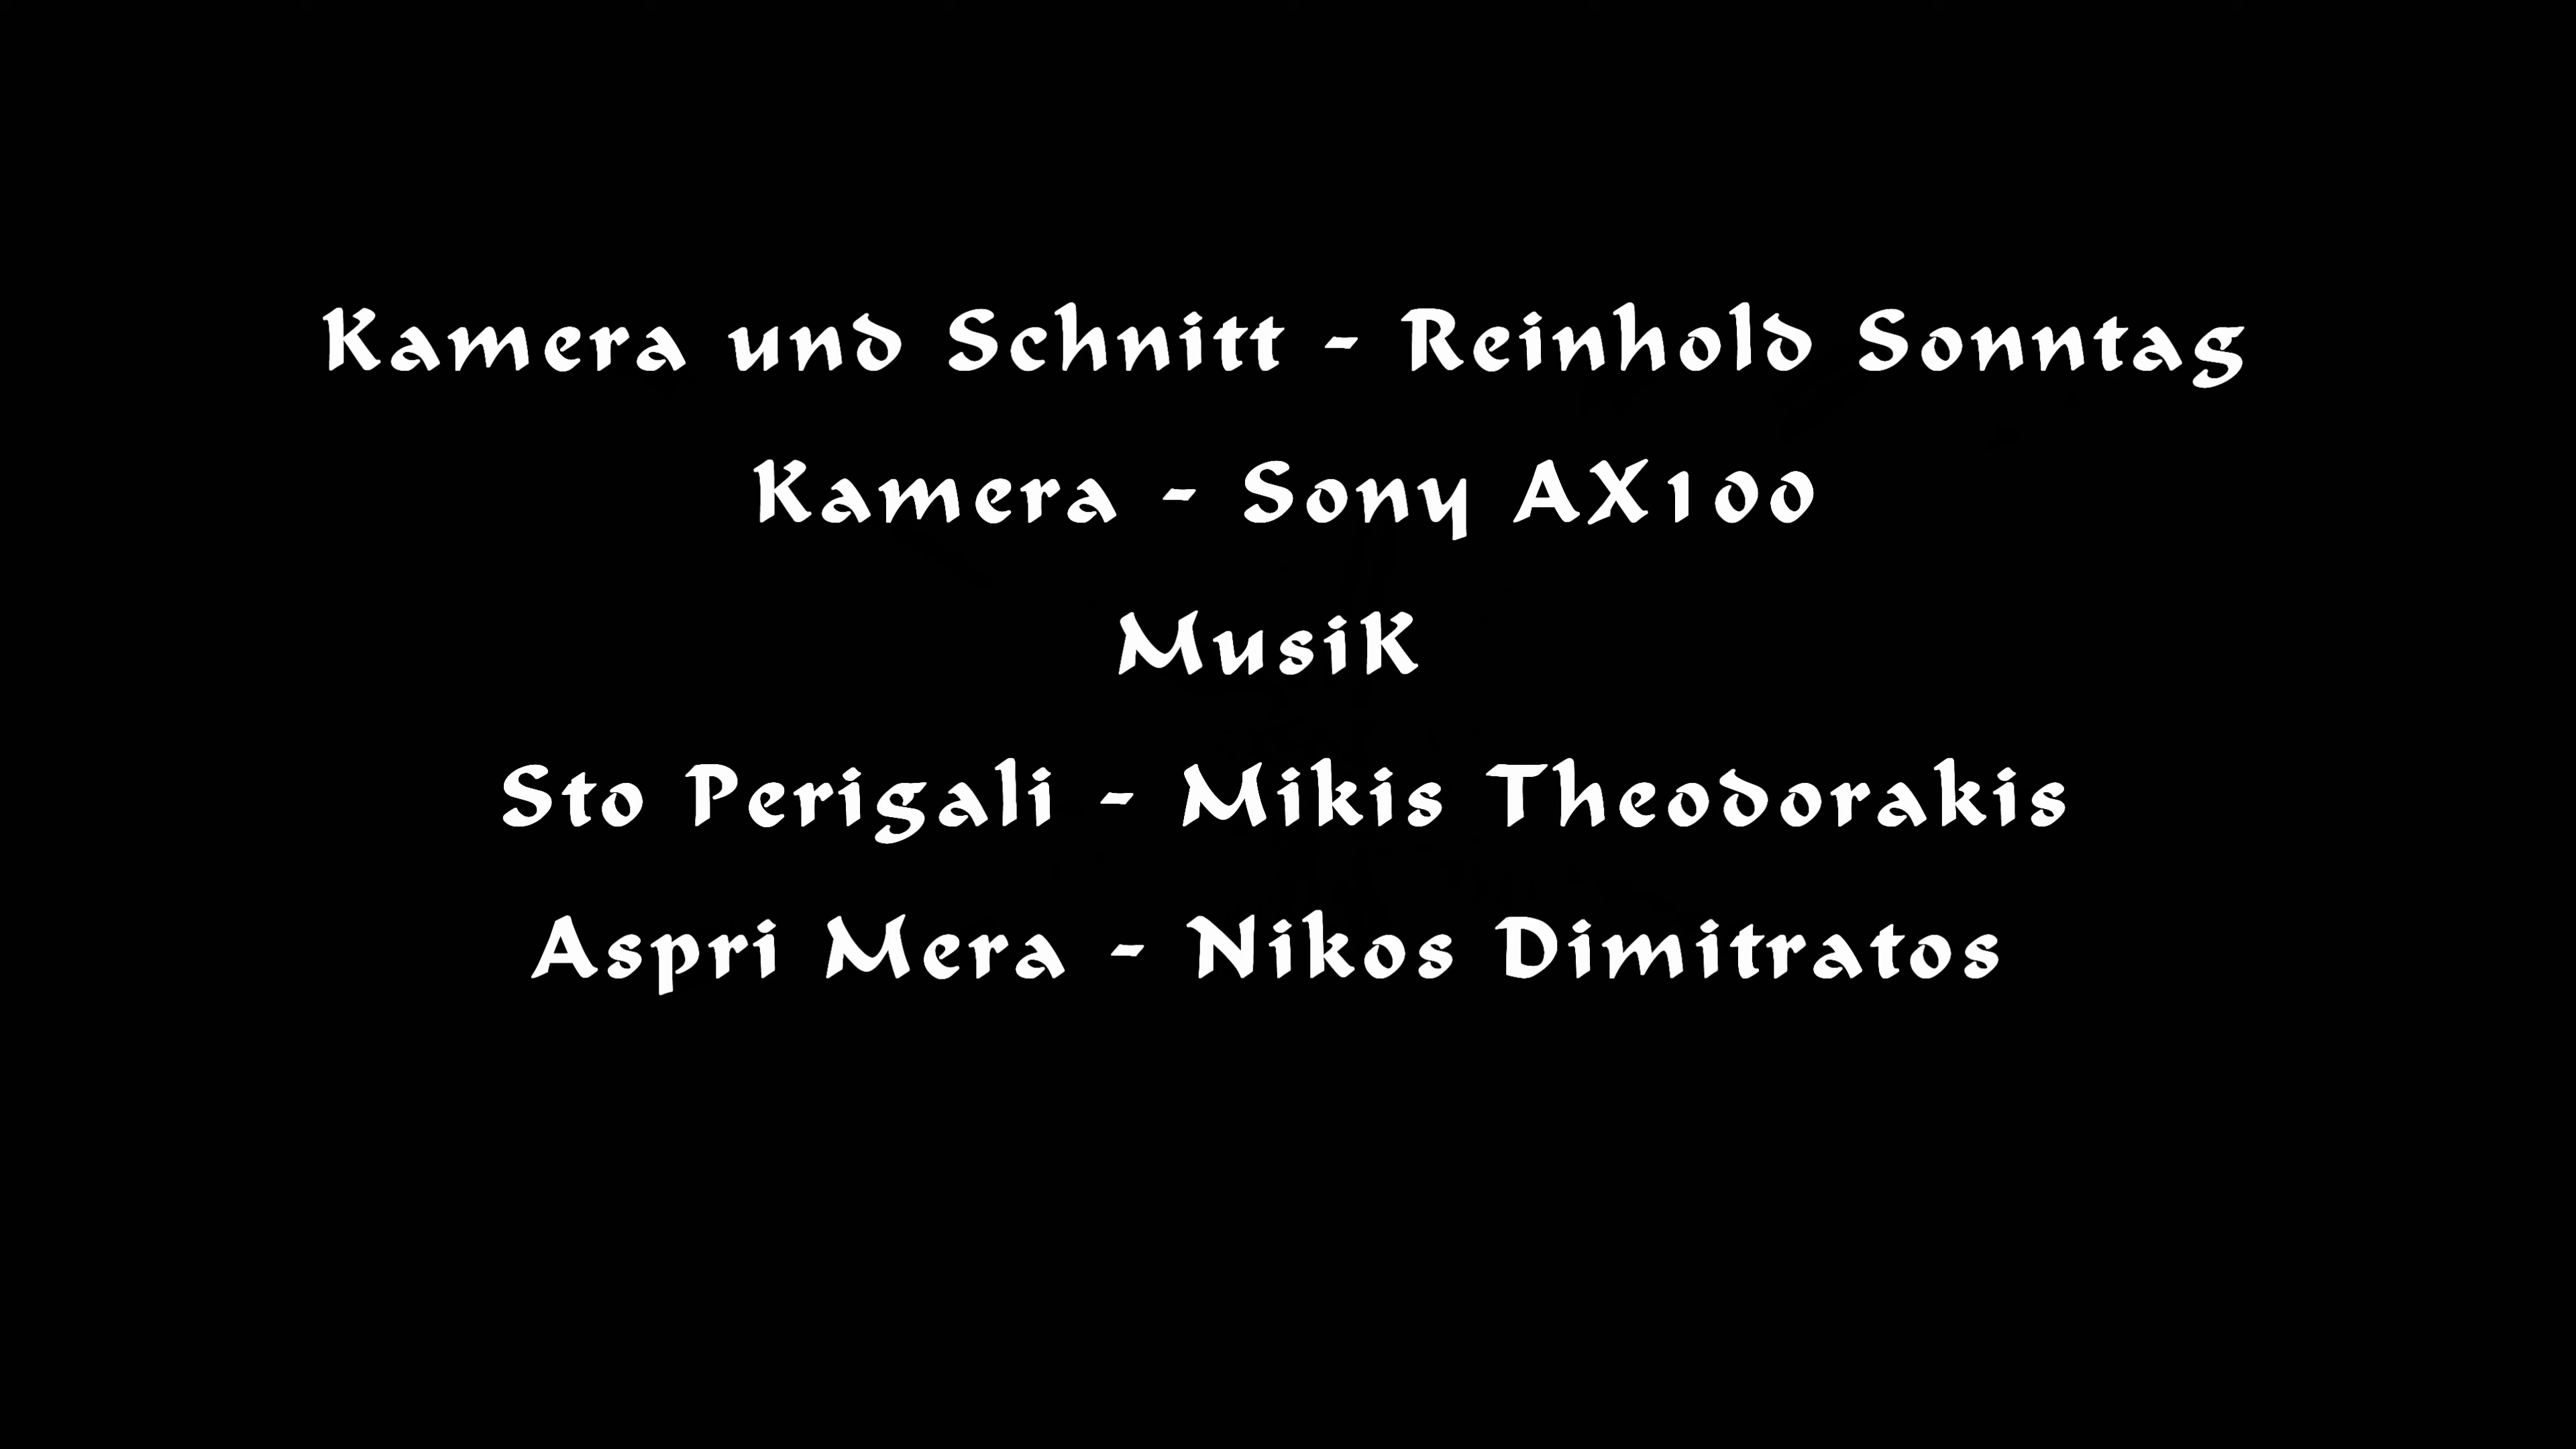 Kamera und Schnitt - Reinhold Sonntag
Kamera - Sony AX100
MusiK
Sto Perigali - Mikis Theodorakis
Aspri Mera - Nikos Dimitratos